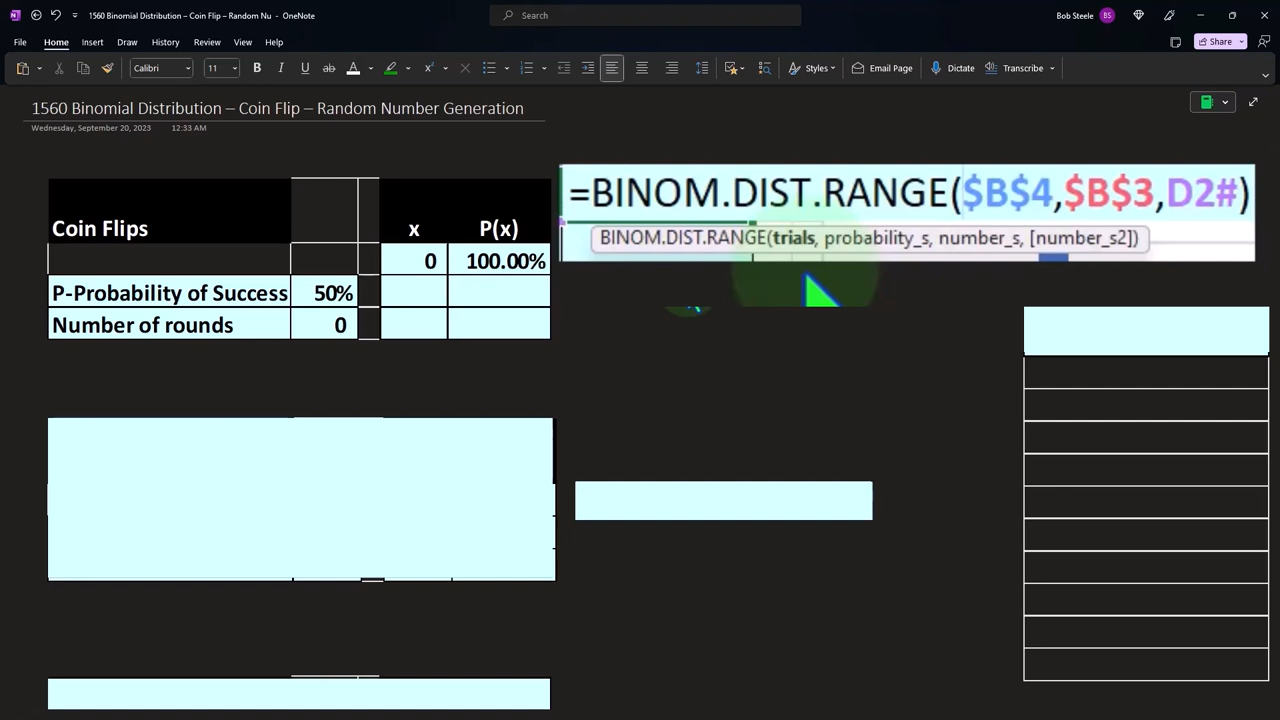 1560 Binomial Distribution – Coin Flip – Random Nu - OneNote
Search
Bob Steele BS
File Home Insert Draw History Review View Help
Share
Calibri 11 B I U ab A x Styles Email Page Dictate Transcribe
1560 Binomial Distribution – Coin Flip – Random Number Generation
Wednesday, September 20, 2023 12:33 AM
=BINOM.DIST.RANGE($B$4,$B$3,D2#)
BINOM.DIST.RANGE(trials, probability_s, number_s, [number_s2])
Coin Flips x P(x)
0 100.00%
P-Probability of Success 50%
Number of rounds 0